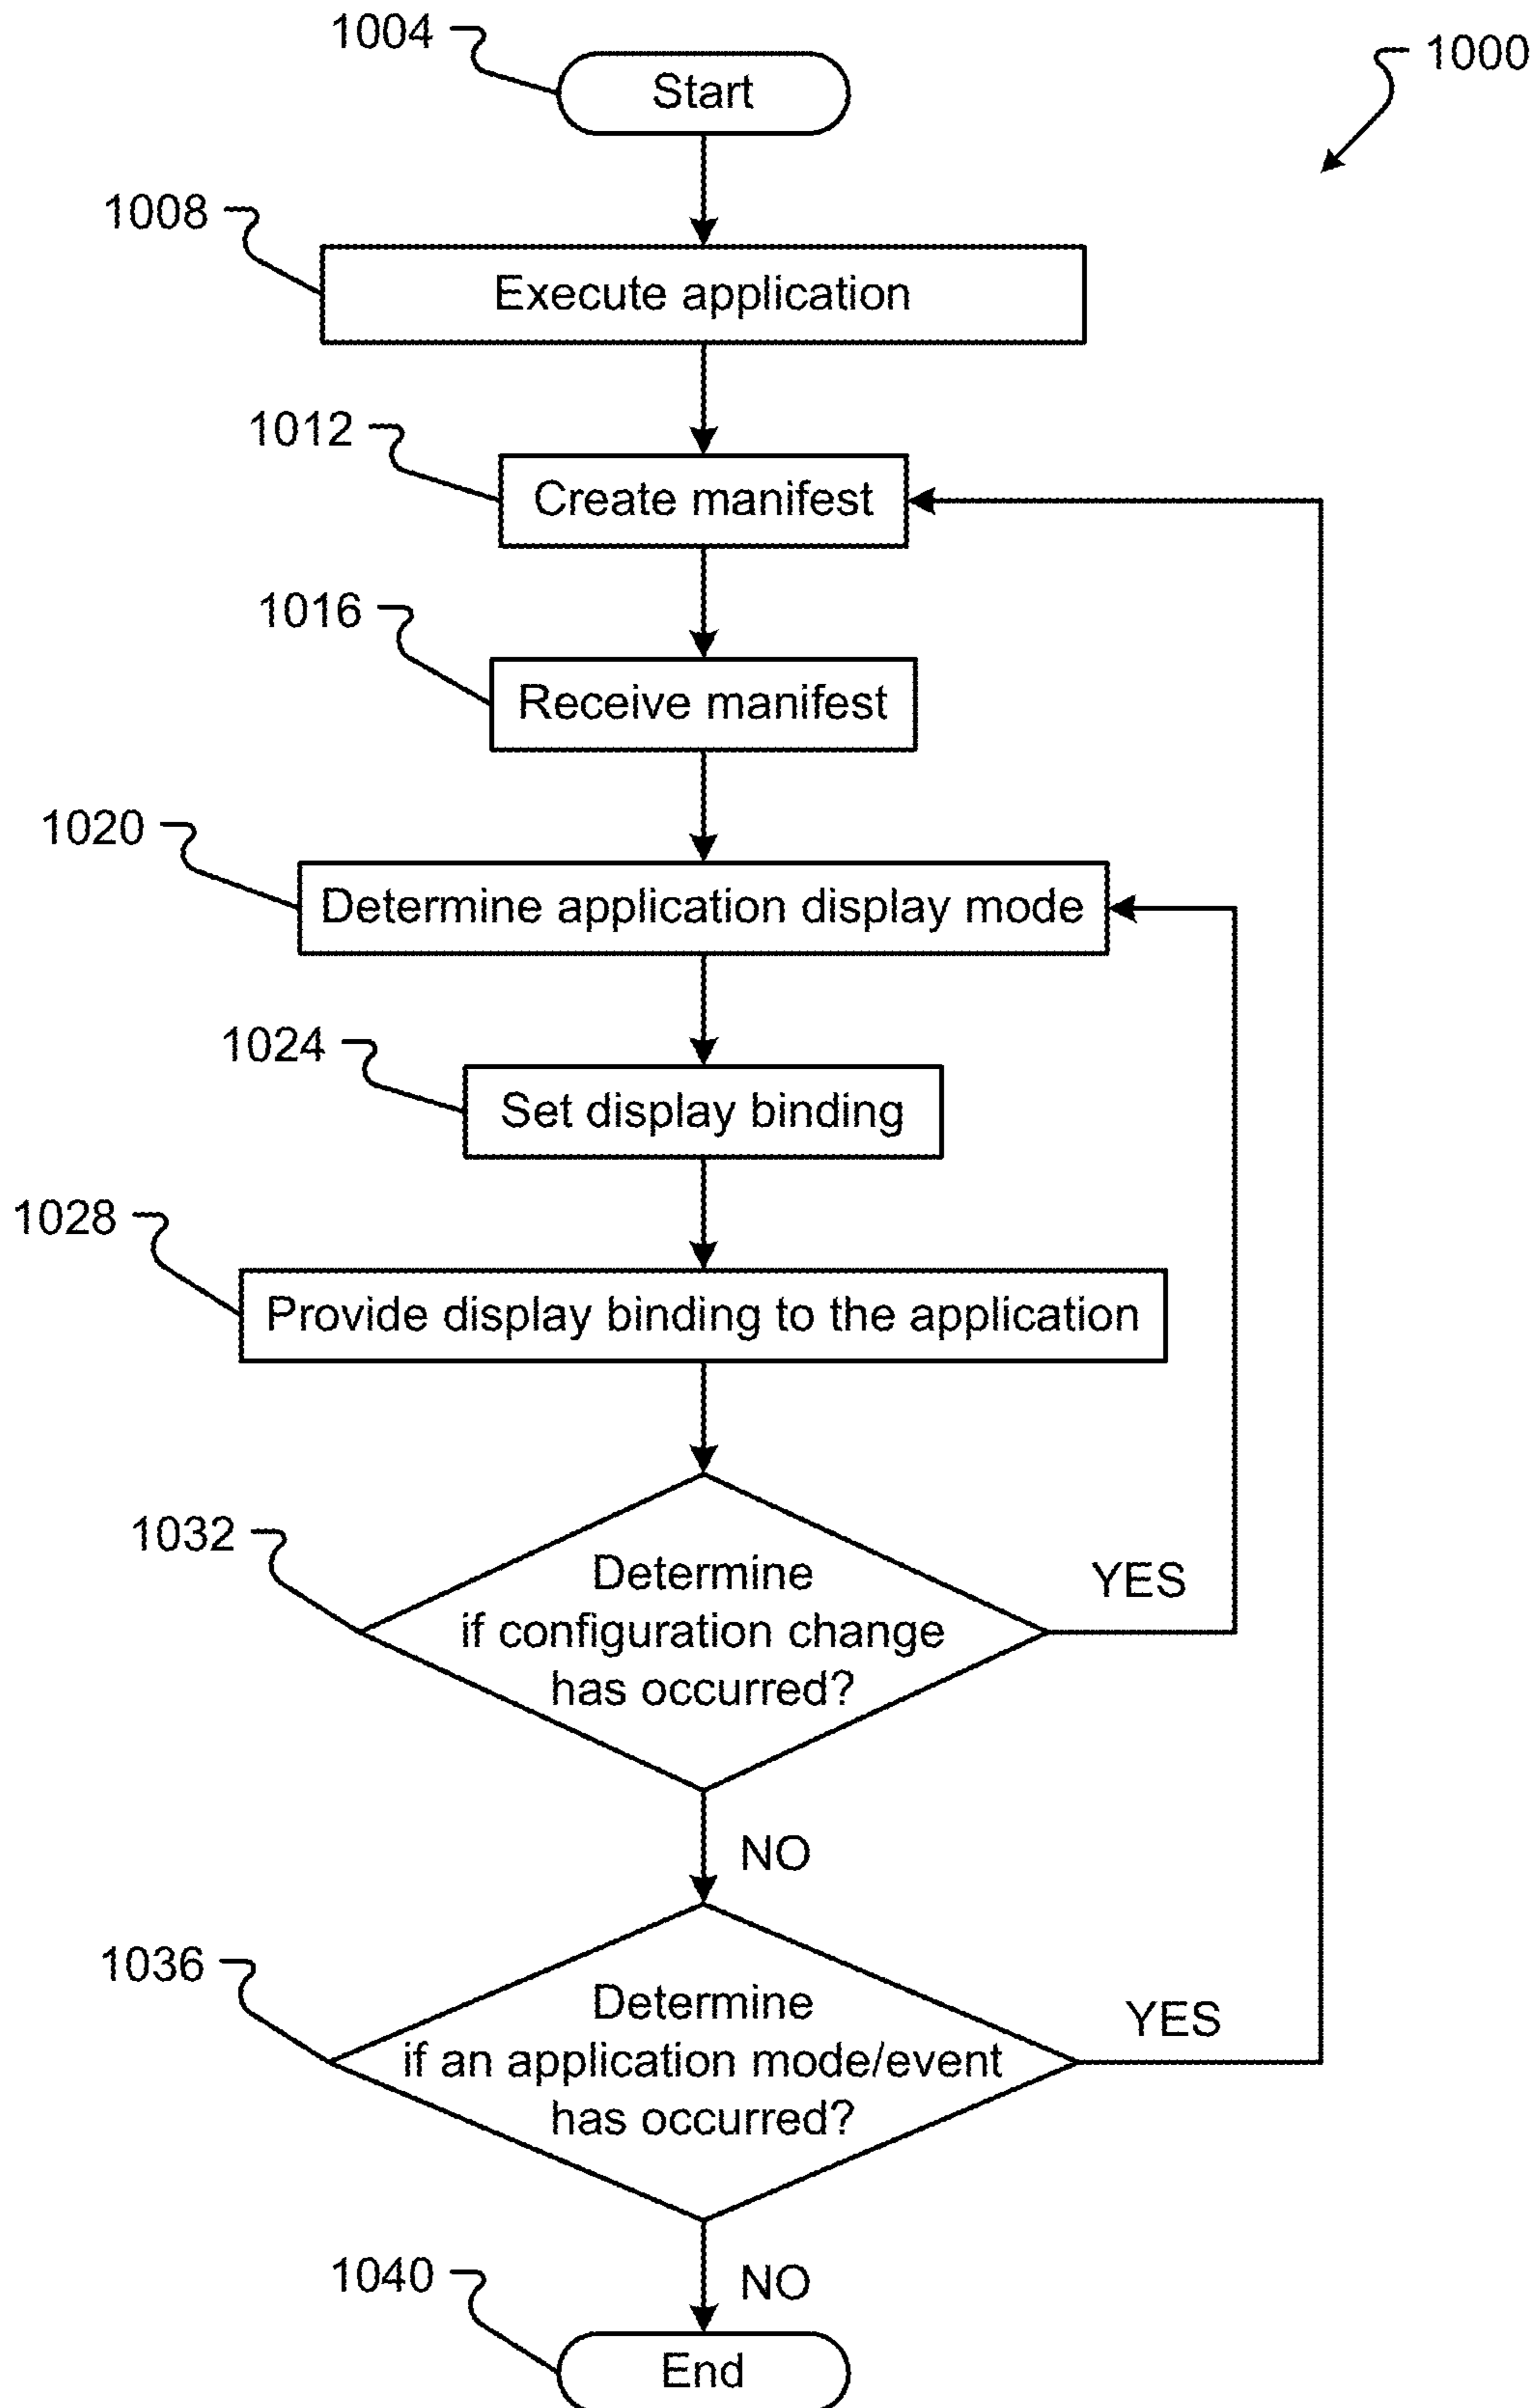 1004
Start
1000
1008
Execute application
1012
Create manifest
1016
Receive manifest
1020
Determine application display mode
1024
Set display binding
1028
Provide display binding to the application
1032
Determine
if configuration change
has occurred?
YES
NO
1036
Determine
if an application mode/event
has occurred?
YES
1040
NO
End